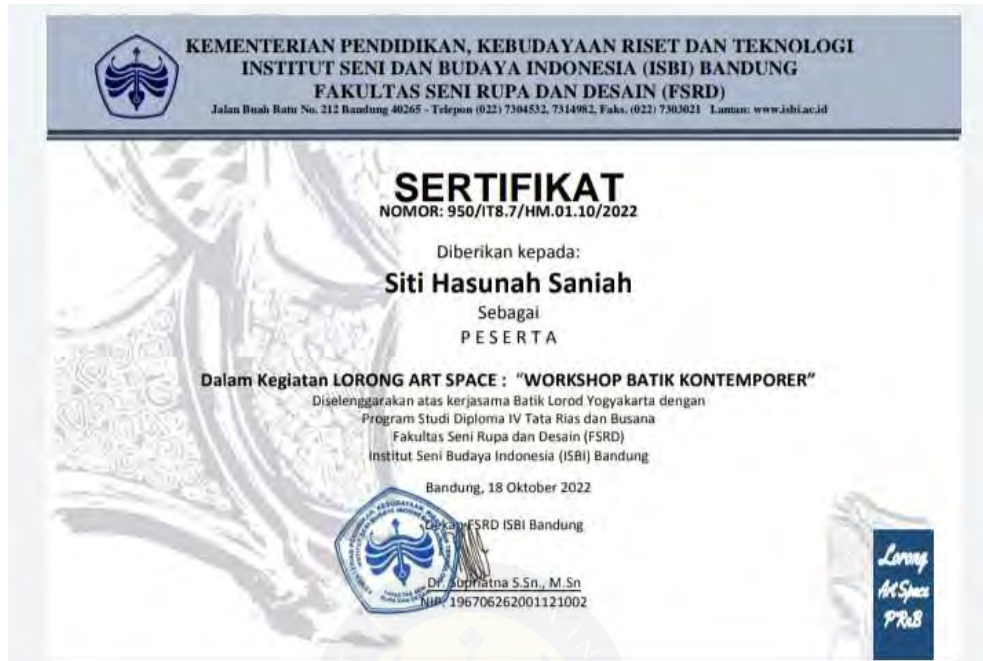 KEMENTERIAN PENDIDIKAN, KEBUDAYAAN RISET DAN TEKNOLOGI
INSTITUT SENI DAN BUDAYA INDONESIA (ISBI) BANDUNG
FAKULTAS SENI RUPA DAN DESAIN (FSRD)
Jalan Buah Batu No. 212 Bandung 40265 - Telepon (022) 7304532, 7314982, Faks. (022) 7303021 Laman: www.isbi.ac.id
SERTIFIKAT
NOMOR: 950/IT8.7/HM.01.10/2022
Diberikan kepada:
Siti Hasunah Saniah
Sebagai
PESERTA
Dalam Kegiatan LORONG ART SPACE : "WORKSHOP BATIK KONTEMPORER"
Diselenggarakan atas kerjasama Batik Lorod Yogyakarta dengan
Program Studi Diploma IV Tata Rias dan Busana
Fakultas Seni Rupa dan Desain (FSRD)
Institut Seni Budaya Indonesia (ISBI) Bandung
Bandung, 18 Oktober 2022
Dekan FSRD ISBI Bandung
Dr. Supriatna S.Sn., M.Sn
NIP. 196706262001121002
Lorong
Art Space
PRaB